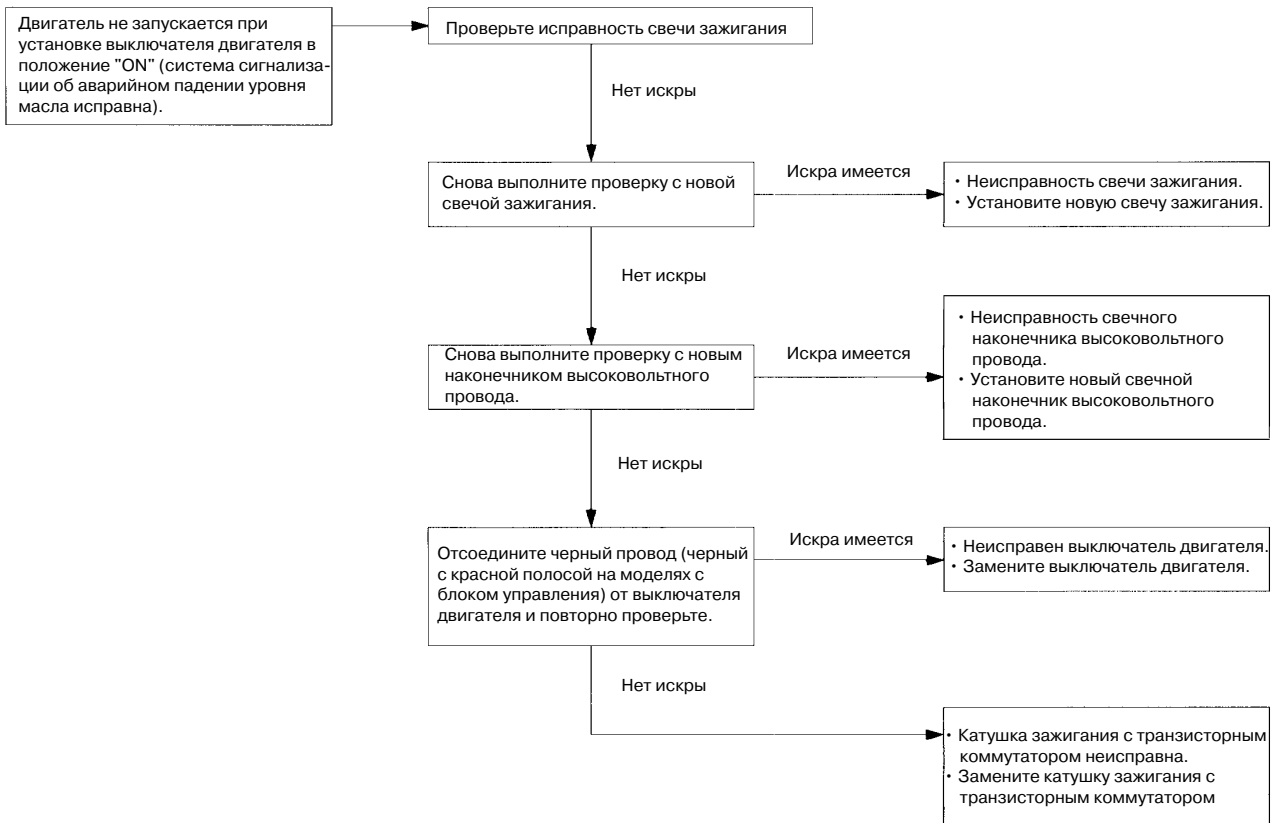 Двигатель не запускается при
установке выключателя двигателя в
положение "ON" (система сигнализа-
ции об аварийном падении уровня
масла исправна).
Проверьте исправность свечи зажигания
Нет искры
Снова выполните проверку с новой
свечой зажигания.
Искра имеется
· Неисправность свечи зажигания.
· Установите новую свечу зажигания.
Нет искры
Снова выполните проверку с новым
наконечником высоковольтного
провода.
Искра имеется
· Неисправность свечного
наконечника высоковольтного
провода.
· Установите новый свечной
наконечник высоковольтного
провода.
Нет искры
Отсоедините черный провод (черный
с красной полосой на моделях с
блоком управления) от выключателя
двигателя и повторно проверьте.
Искра имеется
· Неисправен выключатель двигателя.
· Замените выключатель двигателя.
Нет искры
· Катушка зажигания с транзисторным
коммутатором неисправна.
· Замените катушку зажигания с
транзисторным коммутатором